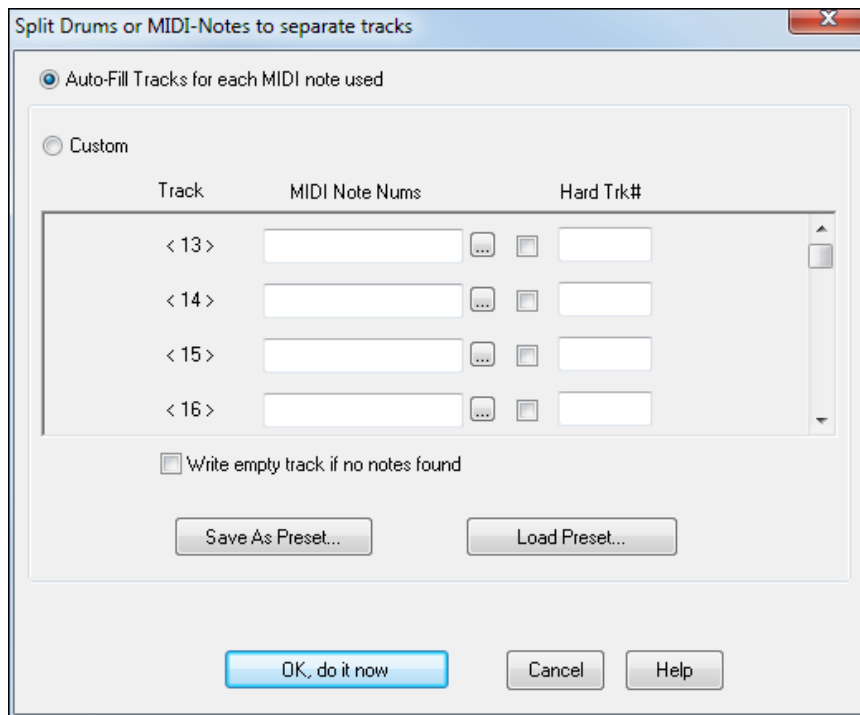 Split Drums or MIDI-Notes to separate tracks
Auto-Fill Tracks for each MIDI note used
Custom
Track MIDI Note Nums Hard Trk#
< 13 > ...
< 14 > ...
< 15 > ...
< 16 > ...
Write empty track if no notes found
Save As Preset... Load Preset...
OK, do it now Cancel Help